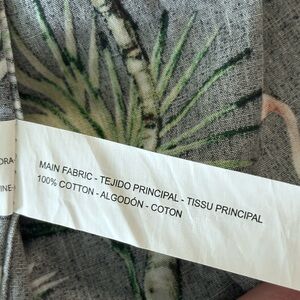 MAIN FABRIC - TEJIDO PRINCIPAL - TISSU PRINCIPAL
100% COTTON - ALGODÓN - COTON